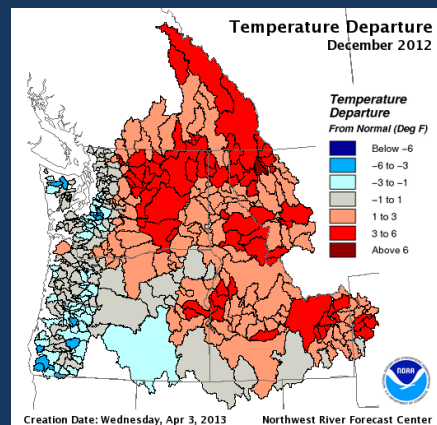 Temperature Departure
December 2012
Temperature
Departure
From Normal (Deg F)
Below -6
-6 to -3
-3 to -1
-1 to 1
1 to 3
3 to 6
Above 6
NOAA
Creation Date: Wednesday, Apr 3, 2013 Northwest River Forecast Center